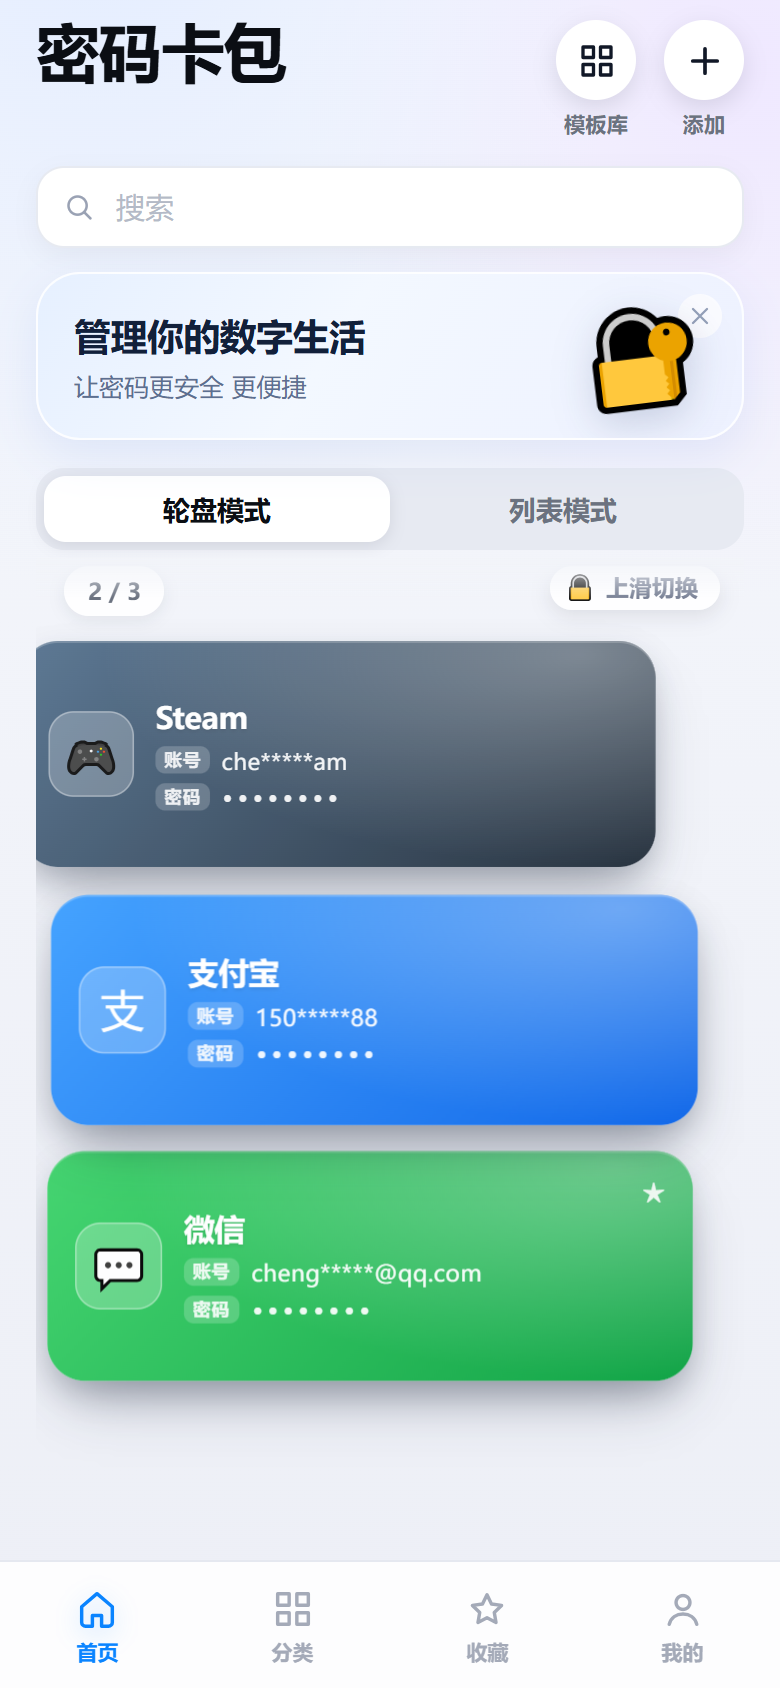 密码卡包
模板库
添加
搜索
管理你的数字生活
让密码更安全 更便捷
轮盘模式
列表模式
2 / 3
上滑切换
Steam
账号 che*****am
密码 ••••••••
支
支付宝
账号 150*****88
密码 ••••••••
微信
账号 cheng*****@qq.com
密码 ••••••••
首页
分类
收藏
我的